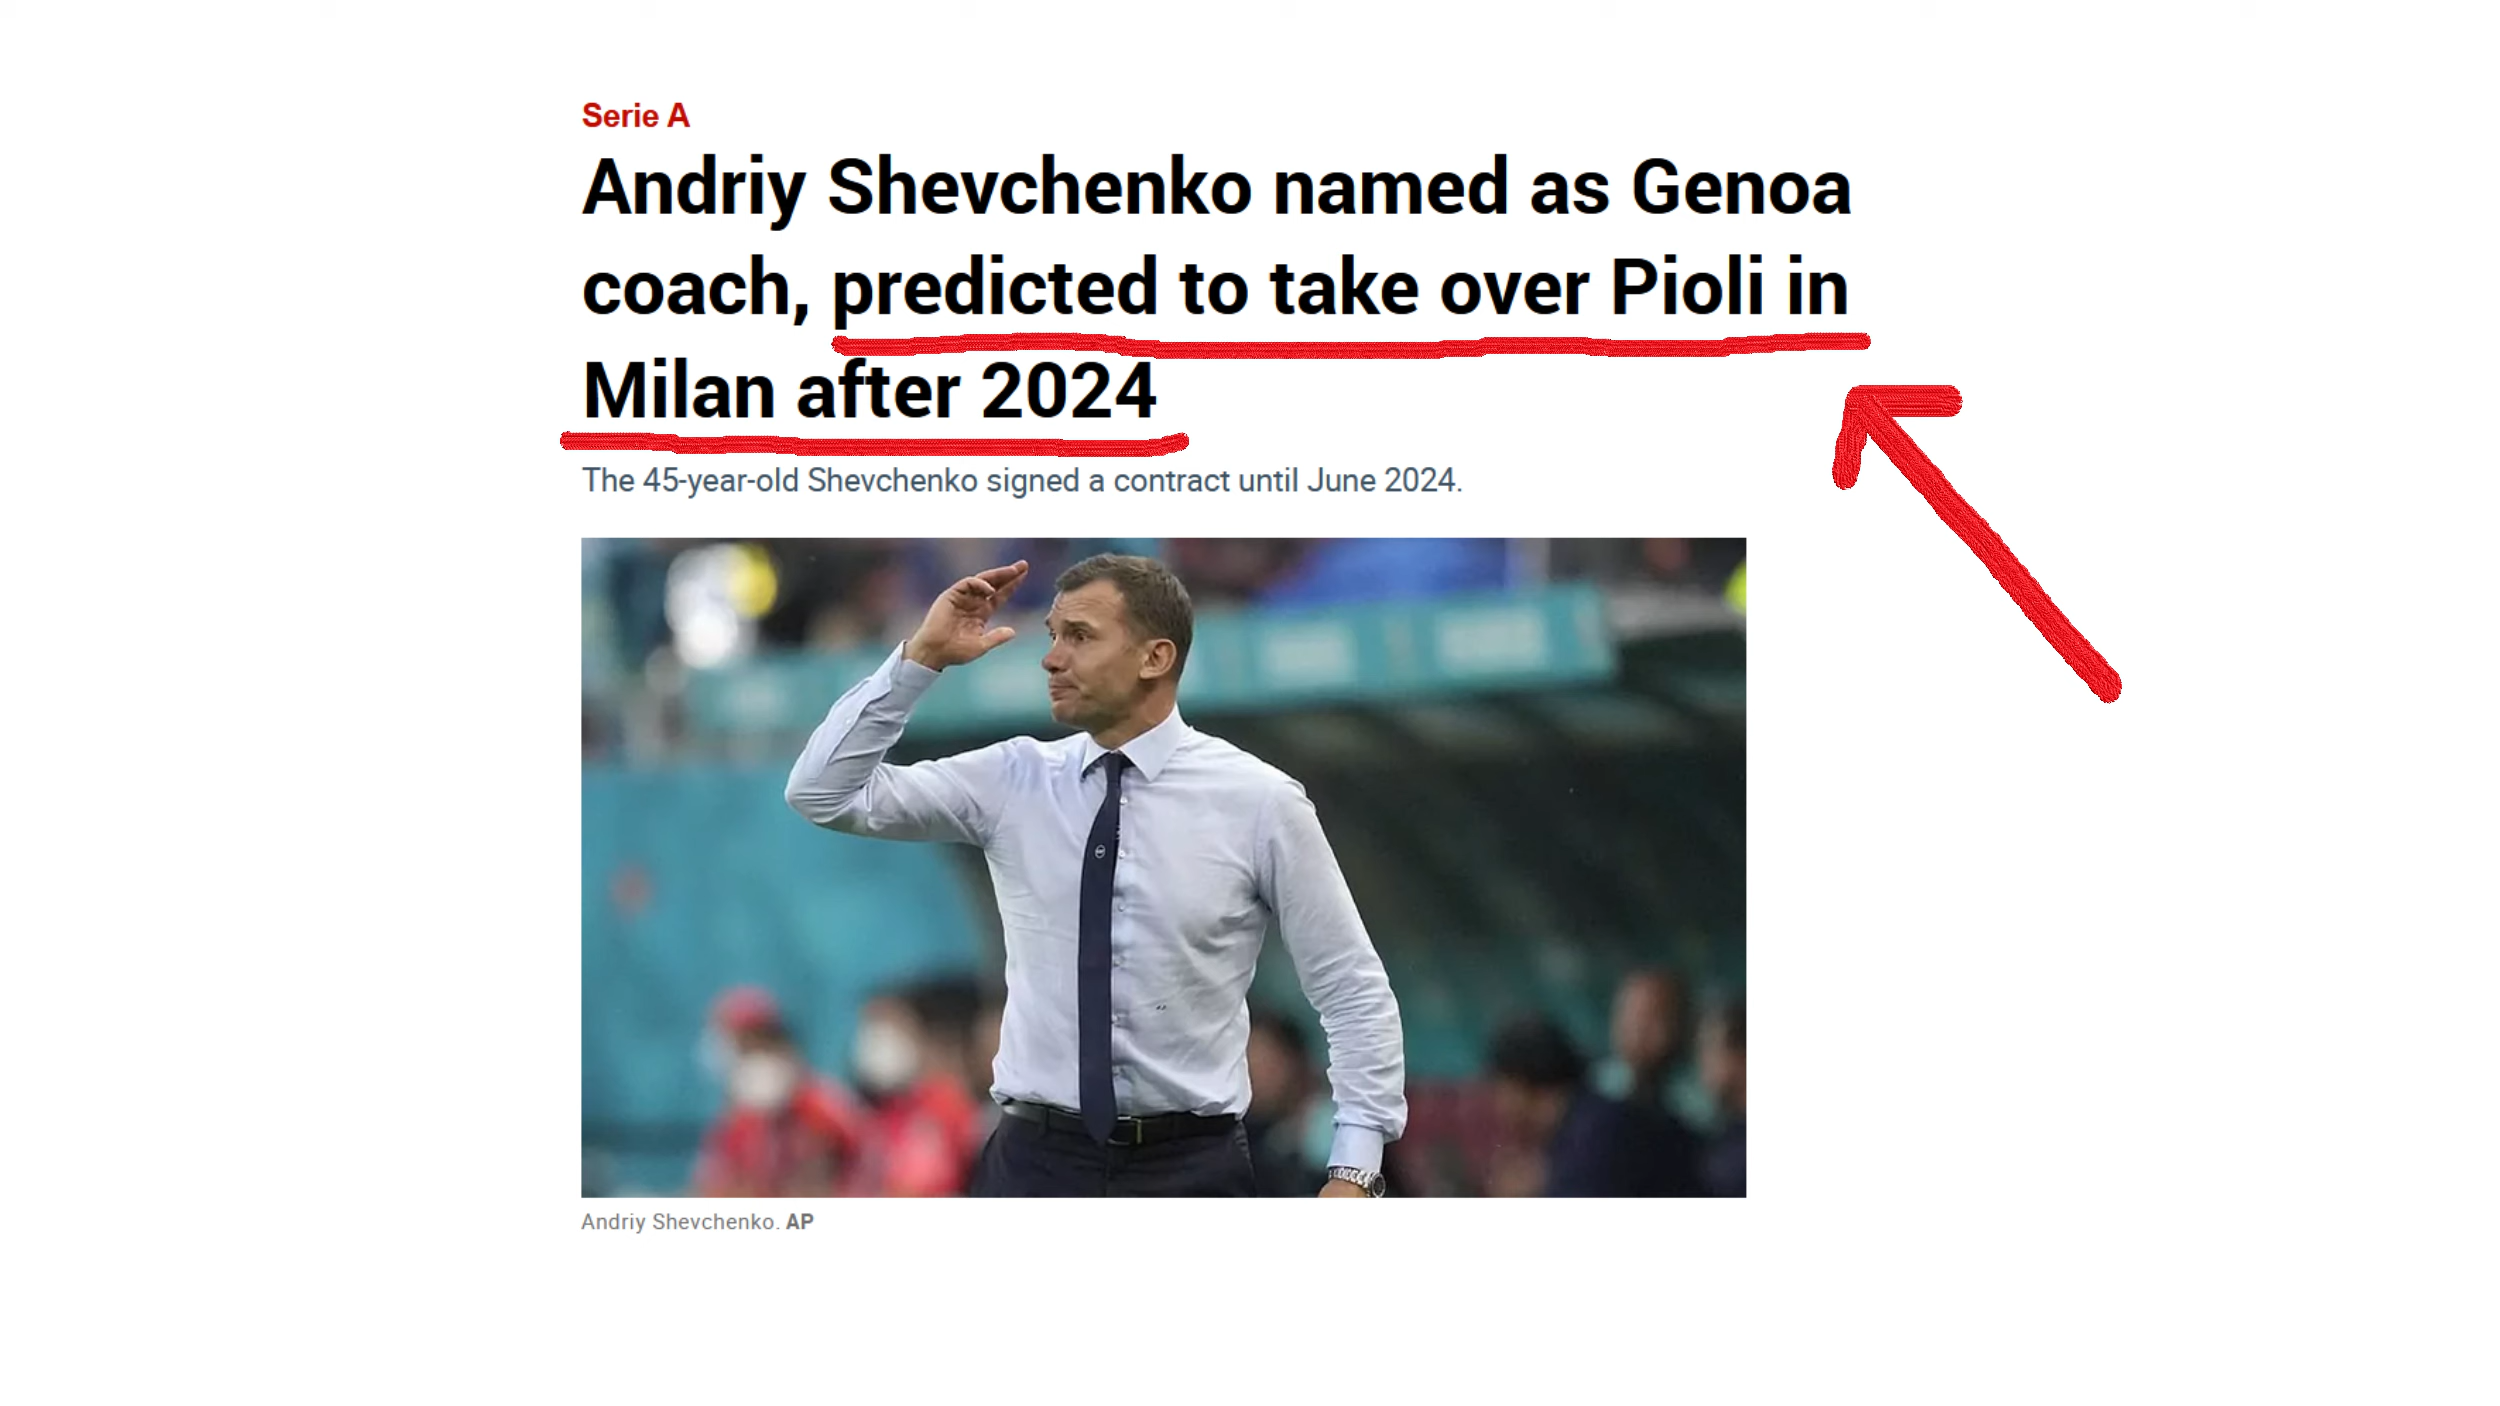 Serie A
Andriy Shevchenko named as Genoa
coach, predicted to take over Pioli in
Milan after 2024
The 45-year-old Shevchenko signed a contract until June 2024.
Andriy Shevchenko. AP